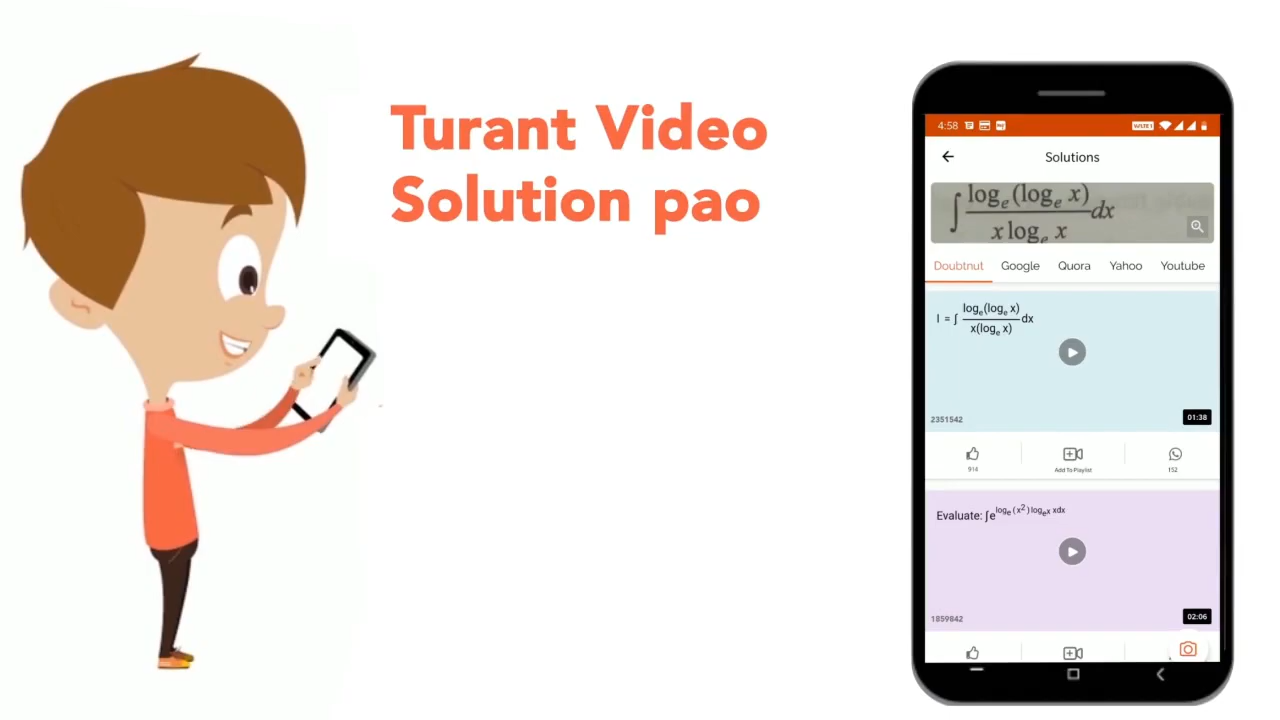 Turant Video
Solution pao
4:58
VoLTE1
Solutions
∫ logₑ(logₑ x) / x logₑ x dx
Doubtnut Google Quora Yahoo Youtube
I = ∫ logₑ(logₑ x) / x(logₑ x) dx
2351542 01:38
914 Add To Playlist 152
Evaluate: ∫e^logₑ(x²)logₑx xdx
1859842 02:06